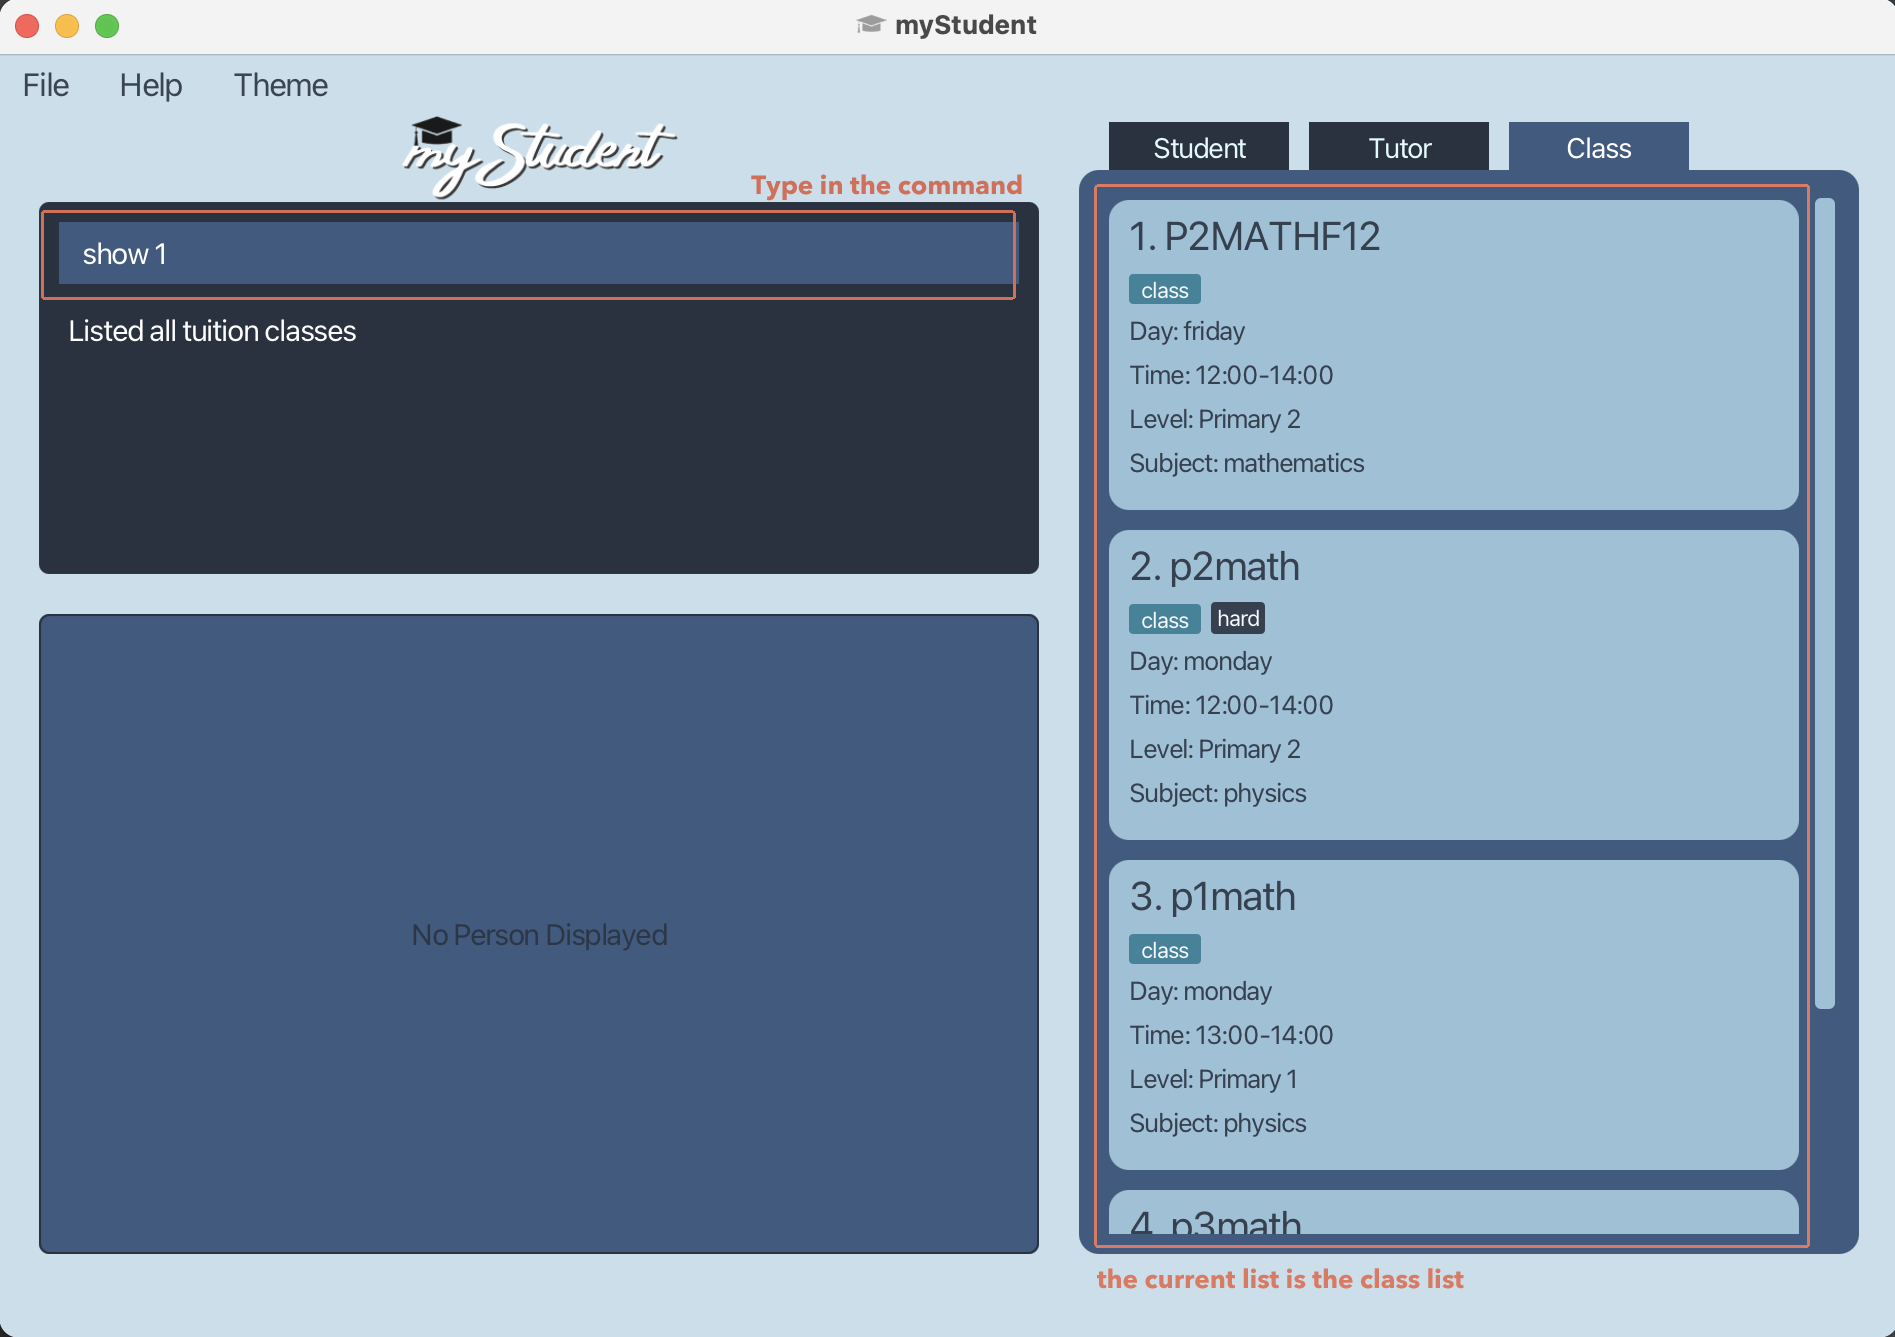 myStudent
File Help Theme
myStudent
Type in the command
show 1
Listed all tuition classes
No Person Displayed
Student Tutor Class
1. P2MATHF12
class
Day: friday
Time: 12:00-14:00
Level: Primary 2
Subject: mathematics
2. p2math
class hard
Day: monday
Time: 12:00-14:00
Level: Primary 2
Subject: physics
3. p1math
class
Day: monday
Time: 13:00-14:00
Level: Primary 1
Subject: physics
4. p3math
the current list is the class list